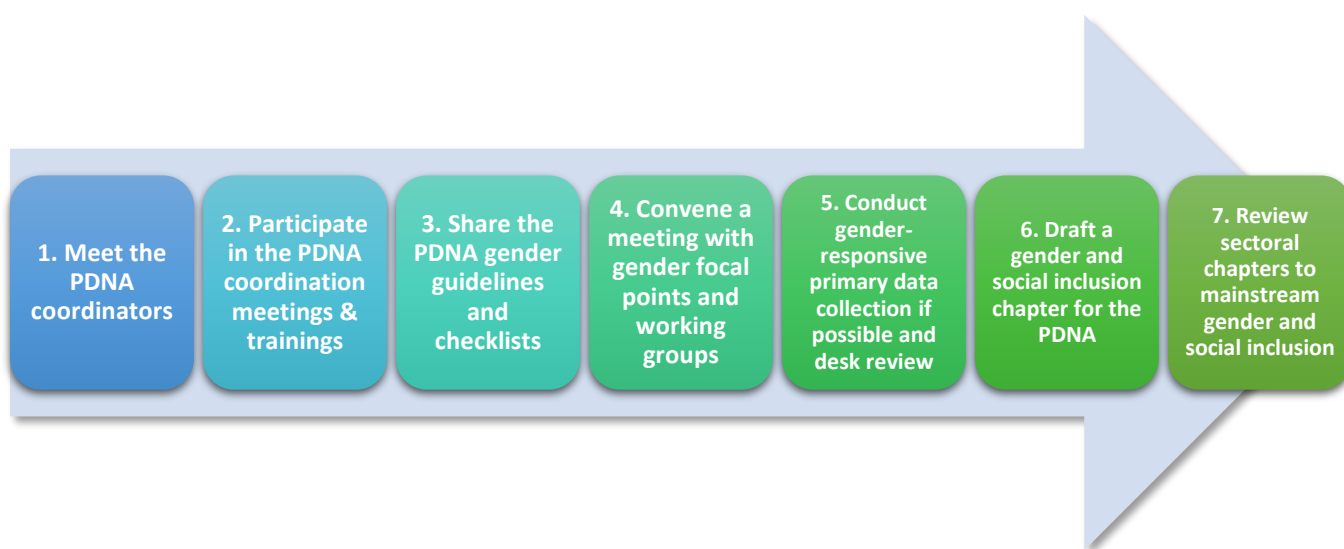 1. Meet the
PDNA
coordinators
2. Participate
in the PDNA
coordination
meetings &
trainings
3. Share the
PDNA gender
guidelines
and
checklists
4. Convene a
meeting with
gender focal
points and
working
groups
5. Conduct
gender-
responsive
primary data
collection if
possible and
desk review
6. Draft a
gender and
social inclusion
chapter for the
PDNA
7. Review
sectoral
chapters to
mainstream
gender and
social inclusion